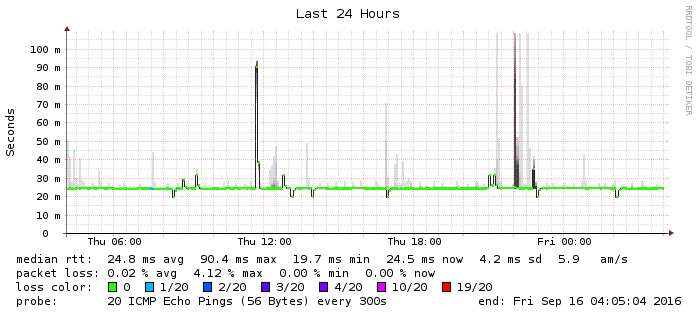 Last 24 Hours
RRDTOOL / TOBI OETIKER
Seconds
100 m
90 m
80 m
70 m
60 m
50 m
40 m
30 m
20 m
10 m
0
Thu 06:00 Thu 12:00 Thu 18:00 Fri 00:00
median rtt: 24.8 ms avg 90.4 ms max 19.7 ms min 24.5 ms now 4.2 ms sd 5.9 am/s
packet loss: 0.02 % avg 4.12 % max 0.00 % min 0.00 % now
loss color: 0 1/20 2/20 3/20 4/20 10/20 19/20
probe: 20 ICMP Echo Pings (56 Bytes) every 300s end: Fri Sep 16 04:05:04 2016